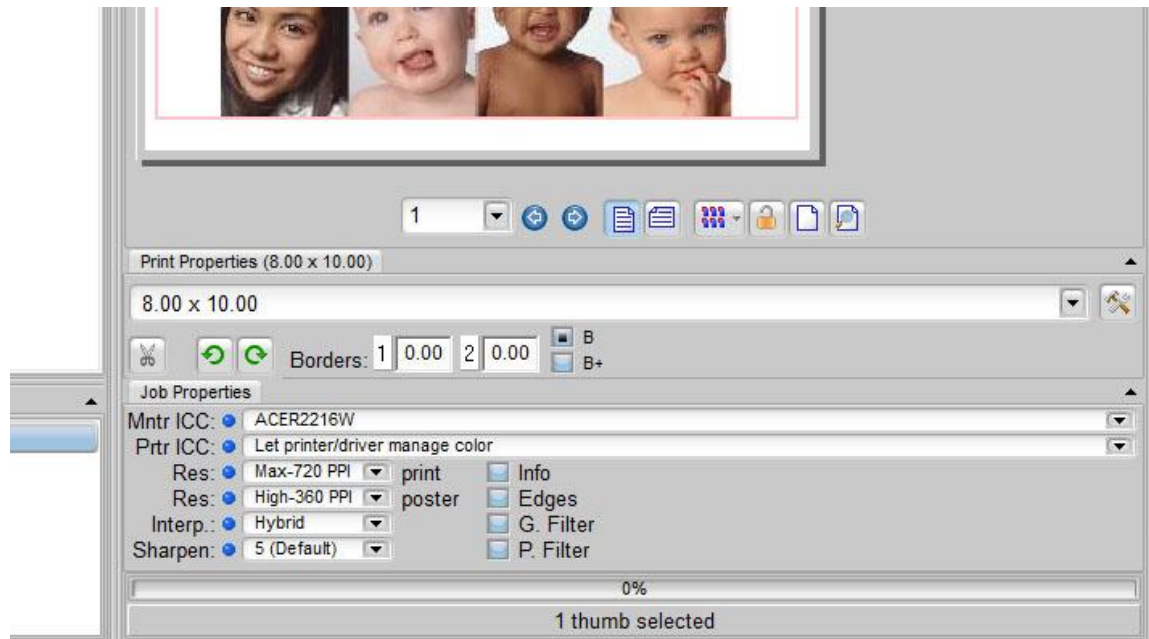 1
Print Properties (8.00 x 10.00)
8.00 x 10.00
Borders: 1 0.00 2 0.00 B
B+
Job Properties
Mntr ICC: ACER2216W
Prtr ICC: Let printer/driver manage color
Res: Max-720 PPI print Info
Res: High-360 PPI poster Edges
Interp.: Hybrid G. Filter
Sharpen: 5 (Default) P. Filter
0%
1 thumb selected